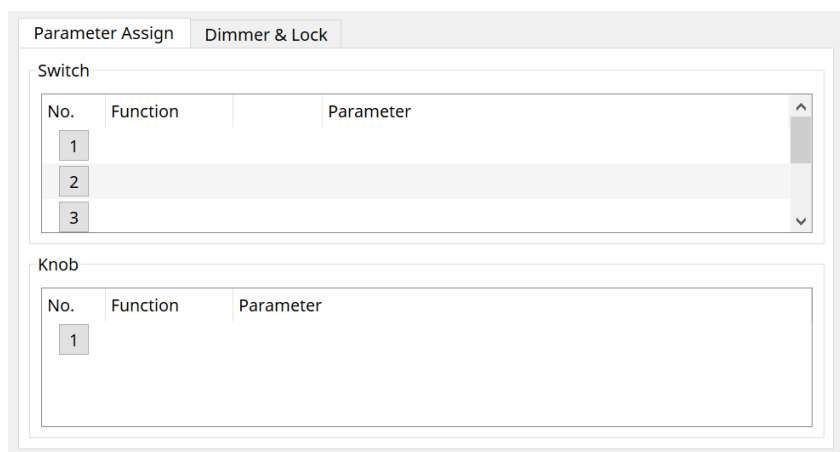 Parameter Assign Dimmer & Lock
Switch
No. Function Parameter
1
2
3
Knob
No. Function Parameter
1